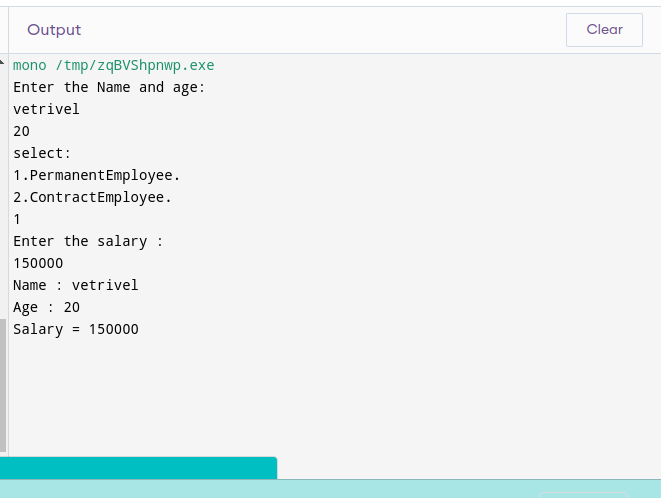 Output
Clear
mono /tmp/zqBVShpnwp.exe
Enter the Name and age:
vetrivel
20
select:
1.PermanentEmployee.
2.ContractEmployee.
1
Enter the salary :
150000
Name : vetrivel
Age : 20
Salary = 150000